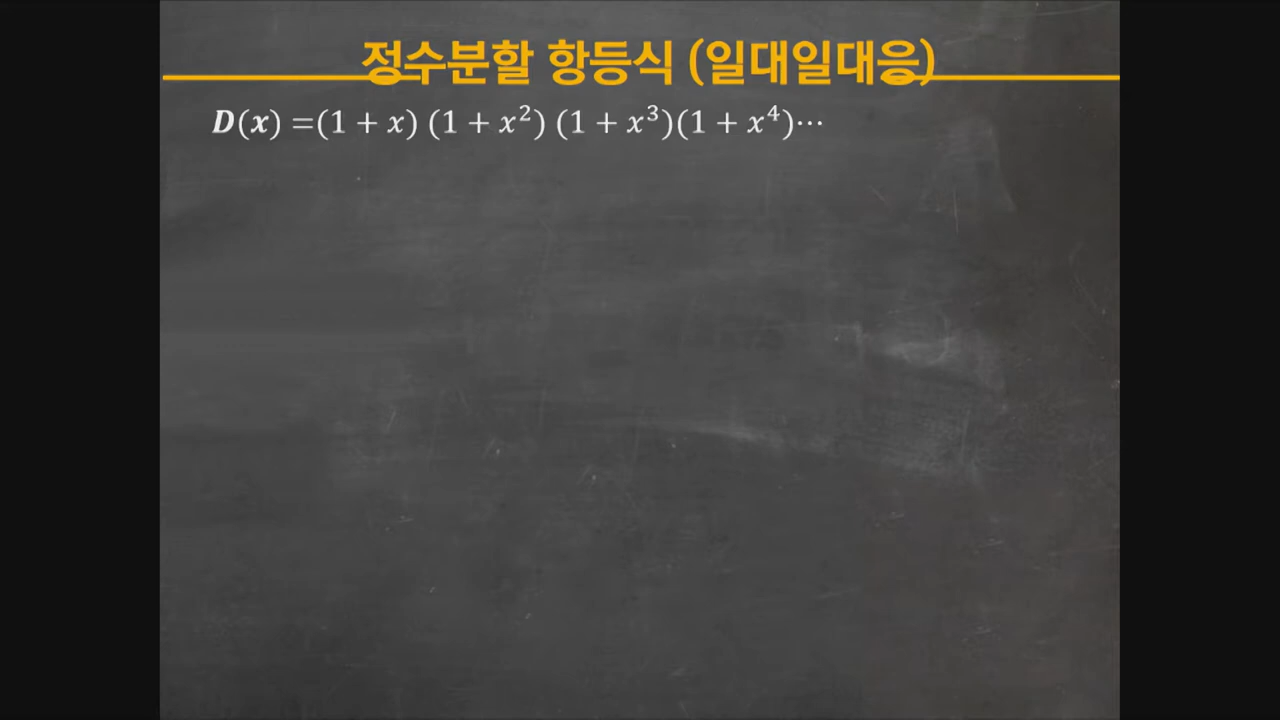 정수분할 항등식 (일대일대응)
D(x) =(1 + x) (1 + x²) (1 + x³)(1 + x⁴)⋯